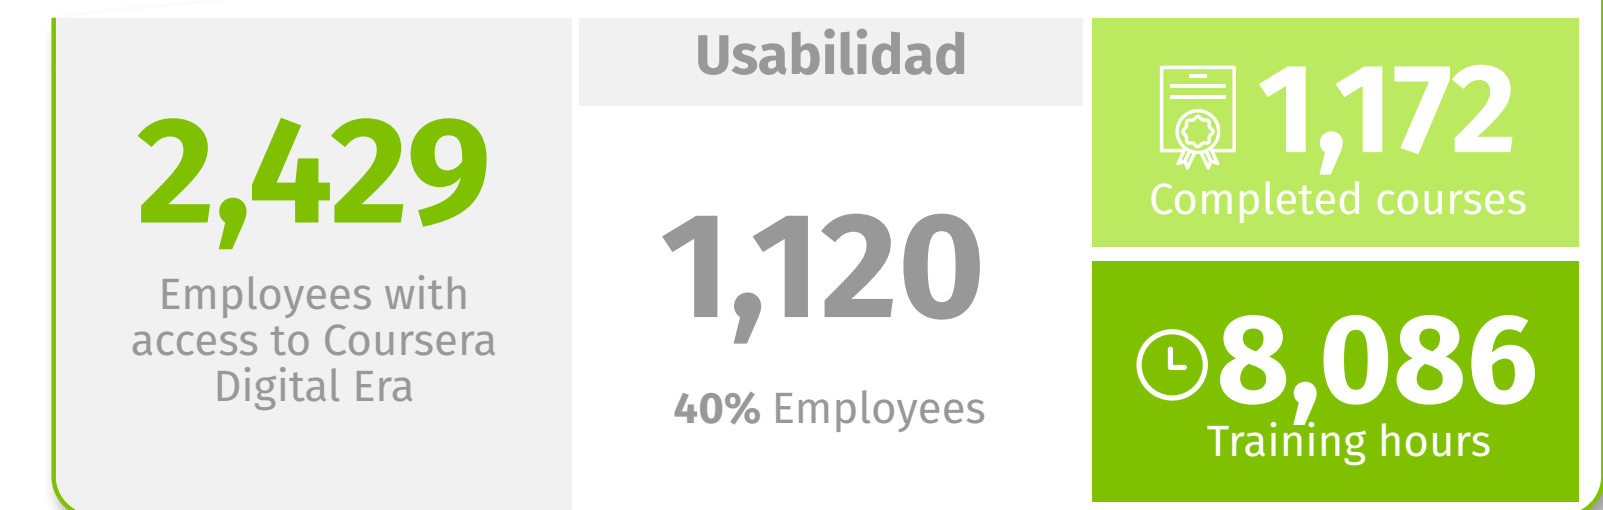 2,429
Employees with
access to Coursera
Digital Era
Usabilidad
1,120
40% Employees
1,172
Completed courses
8,086
Training hours